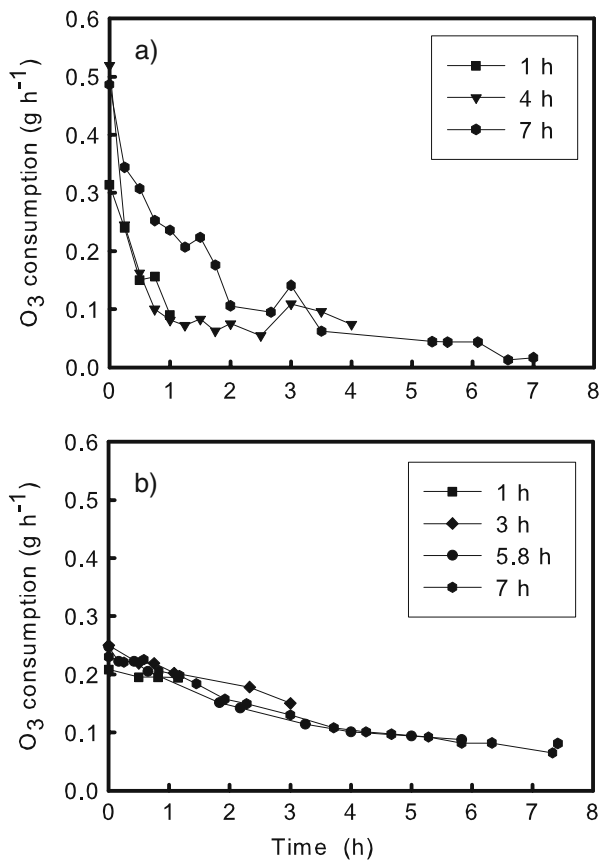 a)
O₃ consumption (g h⁻¹)
0.6
0.5
0.4
0.3
0.2
0.1
0.0
1 h
4 h
7 h
0 1 2 3 4 5 6 7 8
b)
O₃ consumption (g h⁻¹)
0.6
0.5
0.4
0.3
0.2
0.1
0.0
1 h
3 h
5.8 h
7 h
0 1 2 3 4 5 6 7 8
Time (h)